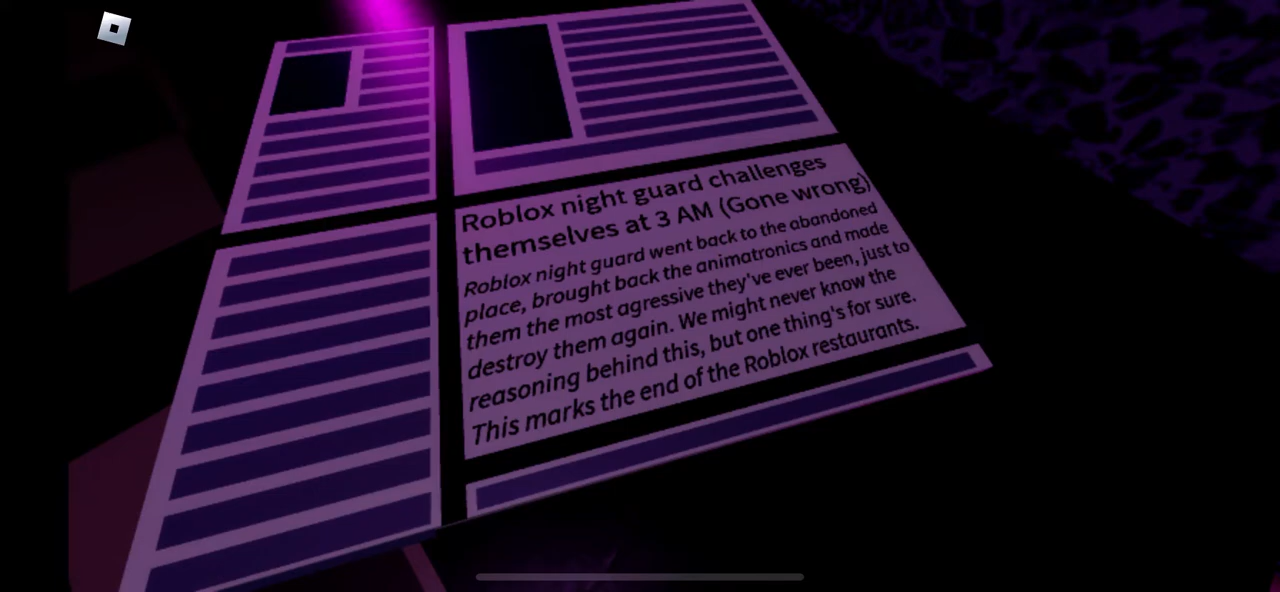 Roblox night guard challenges
themselves at 3 AM (Gone wrong)
Roblox night guard went back to the abandoned
place, brought back the animatronics and made
them the most agressive they've ever been, just to
destroy them again. We might never know the
reasoning behind this, but one thing's for sure.
This marks the end of the Roblox restaurants.